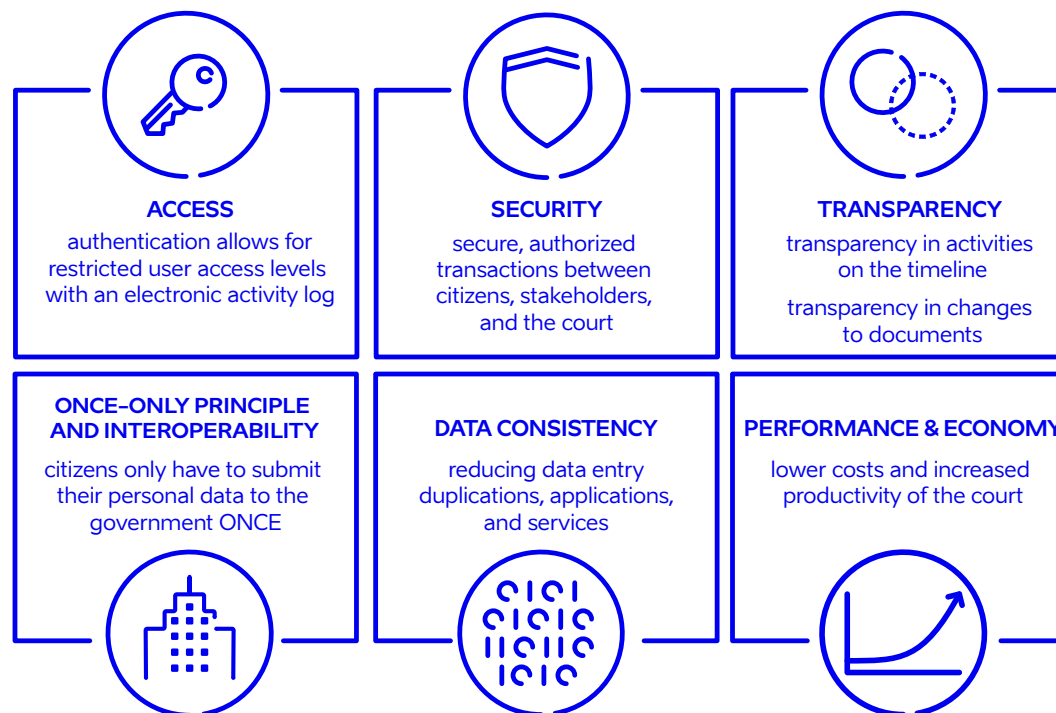 ACCESS
authentication allows for
restricted user access levels
with an electronic activity log
SECURITY
secure, authorized
transactions between
citizens, stakeholders,
and the court
TRANSPARENCY
transparency in activities
on the timeline
transparency in changes
to documents
ONCE-ONLY PRINCIPLE
AND INTEROPERABILITY
citizens only have to submit
their personal data to the
government ONCE
DATA CONSISTENCY
reducing data entry
duplications, applications,
and services
PERFORMANCE & ECONOMY
lower costs and increased
productivity of the court